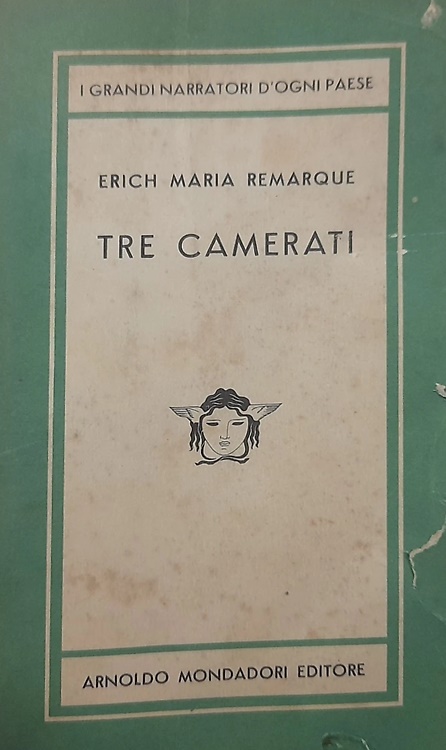 I GRANDI NARRATORI D'OGNI PAESE
ERICH MARIA REMARQUE
TRE CAMERATI
ARNOLDO MONDADORI EDITORE